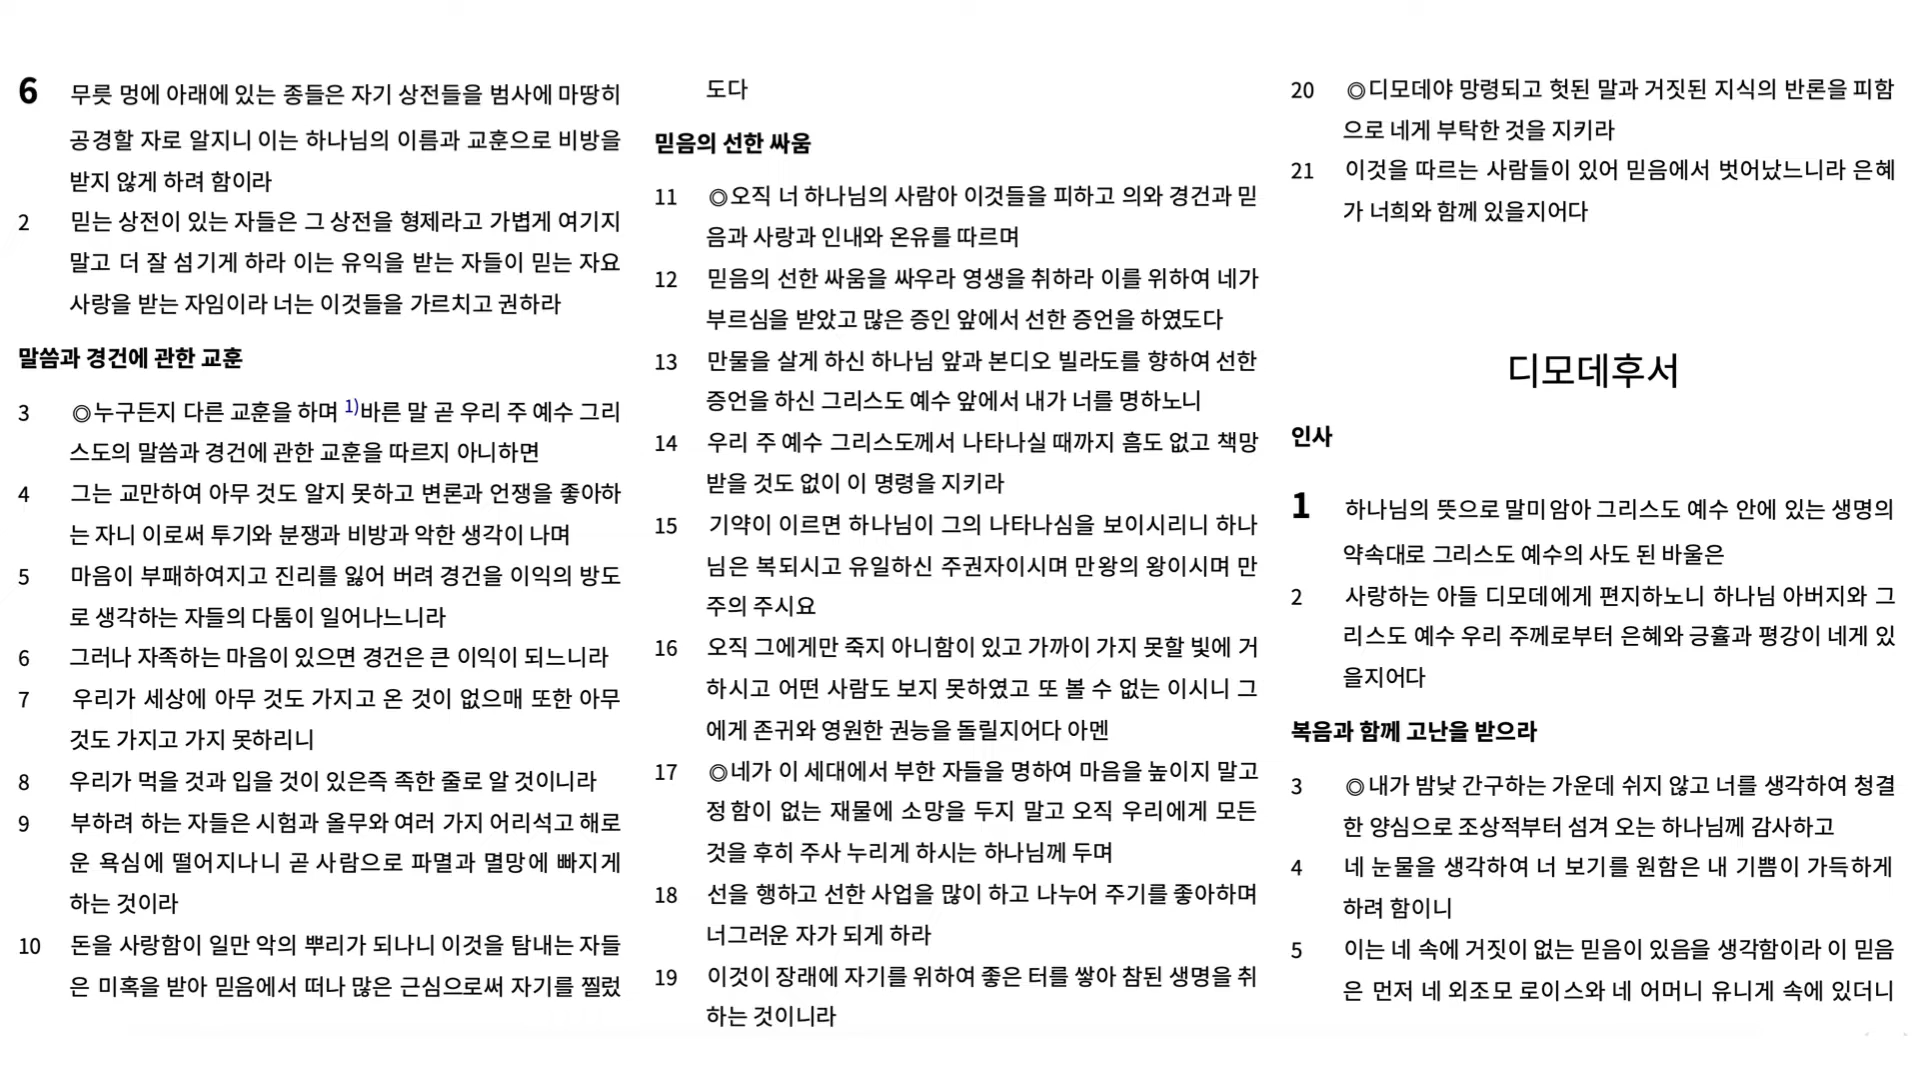 6 무릇 멍에 아래에 있는 종들은 자기 상전들을 범사에 마땅히
공경할 자로 알지니 이는 하나님의 이름과 교훈으로 비방을
받지 않게 하려 함이라
2 믿는 상전이 있는 자들은 그 상전을 형제라고 가볍게 여기지
말고 더 잘 섬기게 하라 이는 유익을 받는 자들이 믿는 자요
사랑을 받는 자임이라 너는 이것들을 가르치고 권하라
말씀과 경건에 관한 교훈
3 ◎누구든지 다른 교훈을 하며 1)바른 말 곧 우리 주 예수 그리
스도의 말씀과 경건에 관한 교훈을 따르지 아니하면
4 그는 교만하여 아무 것도 알지 못하고 변론과 언쟁을 좋아하
는 자니 이로써 투기와 분쟁과 비방과 악한 생각이 나며
5 마음이 부패하여지고 진리를 잃어 버려 경건을 이익의 방도
로 생각하는 자들의 다툼이 일어나느니라
6 그러나 자족하는 마음이 있으면 경건은 큰 이익이 되느니라
7 우리가 세상에 아무 것도 가지고 온 것이 없으매 또한 아무
것도 가지고 가지 못하리니
8 우리가 먹을 것과 입을 것이 있은즉 족한 줄로 알 것이니라
9 부하려 하는 자들은 시험과 올무와 여러 가지 어리석고 해로
운 욕심에 떨어지나니 곧 사람으로 파멸과 멸망에 빠지게
하는 것이라
10 돈을 사랑함이 일만 악의 뿌리가 되나니 이것을 탐내는 자들
은 미혹을 받아 믿음에서 떠나 많은 근심으로써 자기를 찔렀
도다
믿음의 선한 싸움
11 ◎오직 너 하나님의 사람아 이것들을 피하고 의와 경건과 믿
음과 사랑과 인내와 온유를 따르며
12 믿음의 선한 싸움을 싸우라 영생을 취하라 이를 위하여 네가
부르심을 받았고 많은 증인 앞에서 선한 증언을 하였도다
13 만물을 살게 하신 하나님 앞과 본디오 빌라도를 향하여 선한
증언을 하신 그리스도 예수 앞에서 내가 너를 명하노니
14 우리 주 예수 그리스도께서 나타나실 때까지 흠도 없고 책망
받을 것도 없이 이 명령을 지키라
15 기약이 이르면 하나님이 그의 나타나심을 보이시리니 하나
님은 복되시고 유일하신 주권자이시며 만왕의 왕이시며 만
주의 주시요
16 오직 그에게만 죽지 아니함이 있고 가까이 가지 못할 빛에 거
하시고 어떤 사람도 보지 못하였고 또 볼 수 없는 이시니 그
에게 존귀와 영원한 권능을 돌릴지어다 아멘
17 ◎네가 이 세대에서 부한 자들을 명하여 마음을 높이지 말고
정함이 없는 재물에 소망을 두지 말고 오직 우리에게 모든
것을 후히 주사 누리게 하시는 하나님께 두며
18 선을 행하고 선한 사업을 많이 하고 나누어 주기를 좋아하며
너그러운 자가 되게 하라
19 이것이 장래에 자기를 위하여 좋은 터를 쌓아 참된 생명을 취
하는 것이니라
20 ◎디모데야 망령되고 헛된 말과 거짓된 지식의 반론을 피함
으로 네게 부탁한 것을 지키라
21 이것을 따르는 사람들이 있어 믿음에서 벗어났느니라 은혜
가 너희와 함께 있을지어다
디모데후서
인사
1 하나님의 뜻으로 말미암아 그리스도 예수 안에 있는 생명의
약속대로 그리스도 예수의 사도 된 바울은
2 사랑하는 아들 디모데에게 편지하노니 하나님 아버지와 그
리스도 예수 우리 주께로부터 은혜와 긍휼과 평강이 네게 있
을지어다
복음과 함께 고난을 받으라
3 ◎내가 밤낮 간구하는 가운데 쉬지 않고 너를 생각하여 청결
한 양심으로 조상적부터 섬겨 오는 하나님께 감사하고
4 네 눈물을 생각하여 너 보기를 원함은 내 기쁨이 가득하게
하려 함이니
5 이는 네 속에 거짓이 없는 믿음이 있음을 생각함이라 이 믿음
은 먼저 네 외조모 로이스와 네 어머니 유니게 속에 있더니